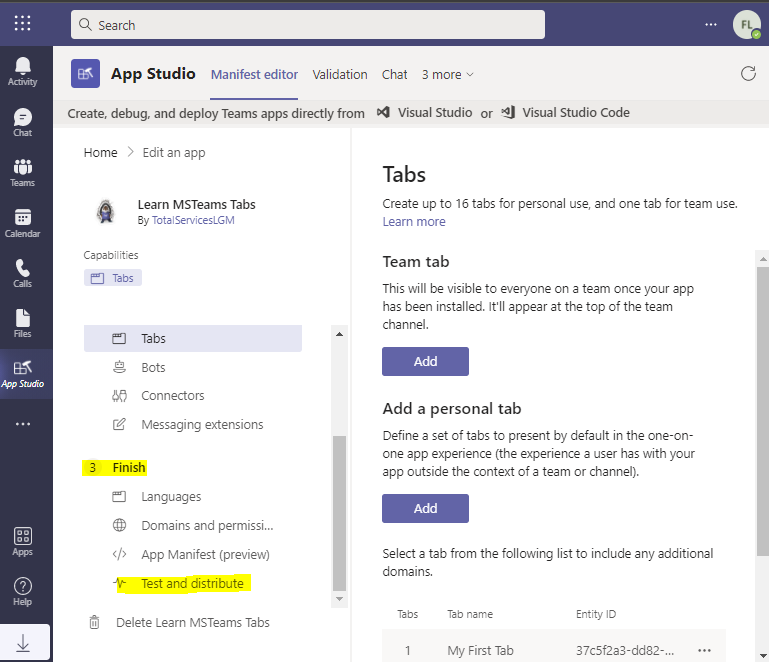 Search
FL
Activity
Chat
Teams
Calendar
Calls
Files
App Studio
Apps
Help
App Studio
Manifest editor
Validation
Chat
3 more
Create, debug, and deploy Teams apps directly from Visual Studio or Visual Studio Code
Home > Edit an app
Learn MSTeams Tabs
By TotalServicesLGM
Capabilities
Tabs
Tabs
Bots
Connectors
Messaging extensions
3 Finish
Languages
Domains and permissi...
App Manifest (preview)
Test and distribute
Delete Learn MSTeams Tabs
Tabs
Create up to 16 tabs for personal use, and one tab for team use.
Learn more
Team tab
This will be visible to everyone on a team once your app
has been installed. It'll appear at the top of the team
channel.
Add
Add a personal tab
Define a set of tabs to present by default in the one-on-
one app experience (the experience a user has with your
app outside the context of a team or channel).
Add
Select a tab from the following list to include any additional
domains.
Tabs Tab name Entity ID
1 My First Tab 37c5f2a3-dd82-... ...